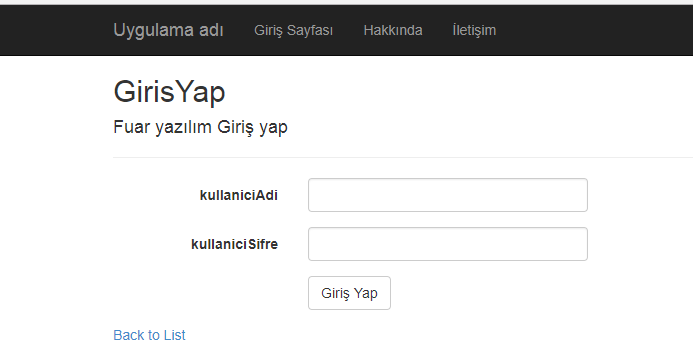 Uygulama adı Giriş Sayfası Hakkında İletişim
GirisYap
Fuar yazılım Giriş yap
kullaniciAdi
kullaniciSifre
Giriş Yap
Back to List